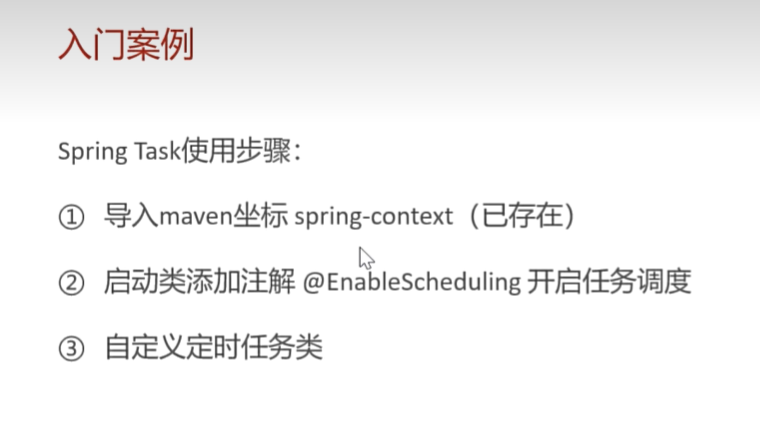 入门案例
Spring Task使用步骤：
① 导入maven坐标 spring-context（已存在）
② 启动类添加注解 @EnableScheduling 开启任务调度
③ 自定义定时任务类